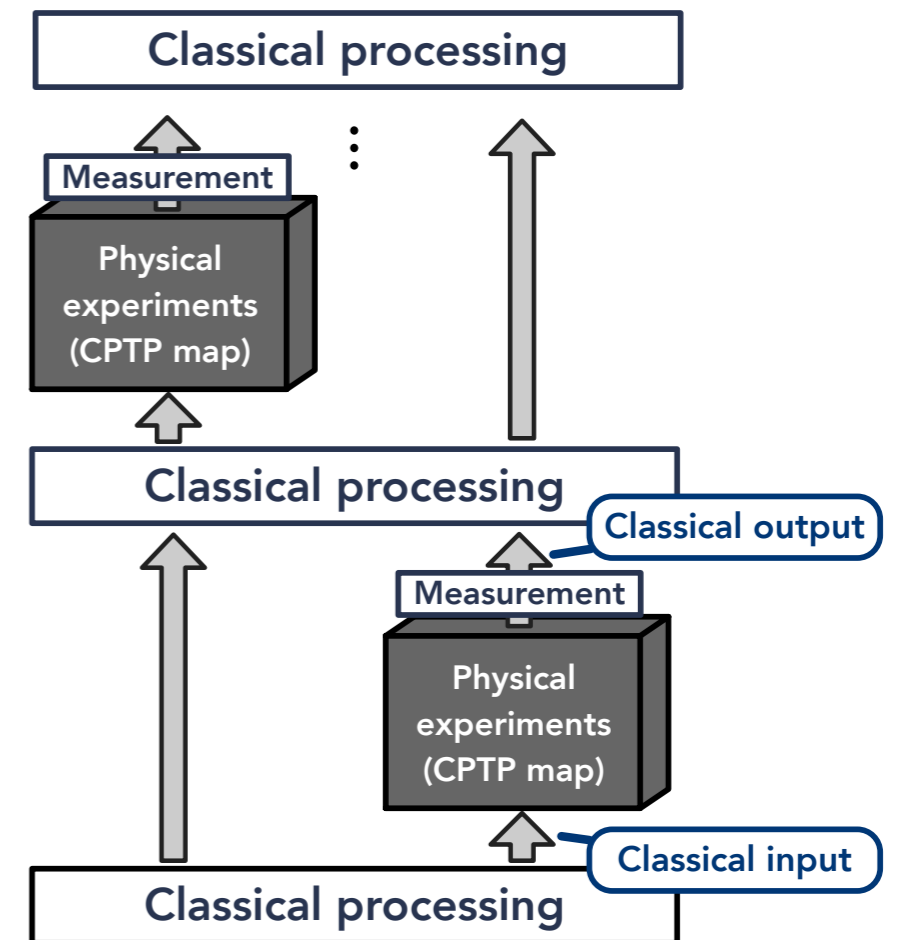 Classical processing
Measurement
Physical
experiments
(CPTP map)
Classical processing
Classical output
Measurement
Physical
experiments
(CPTP map)
Classical input
Classical processing